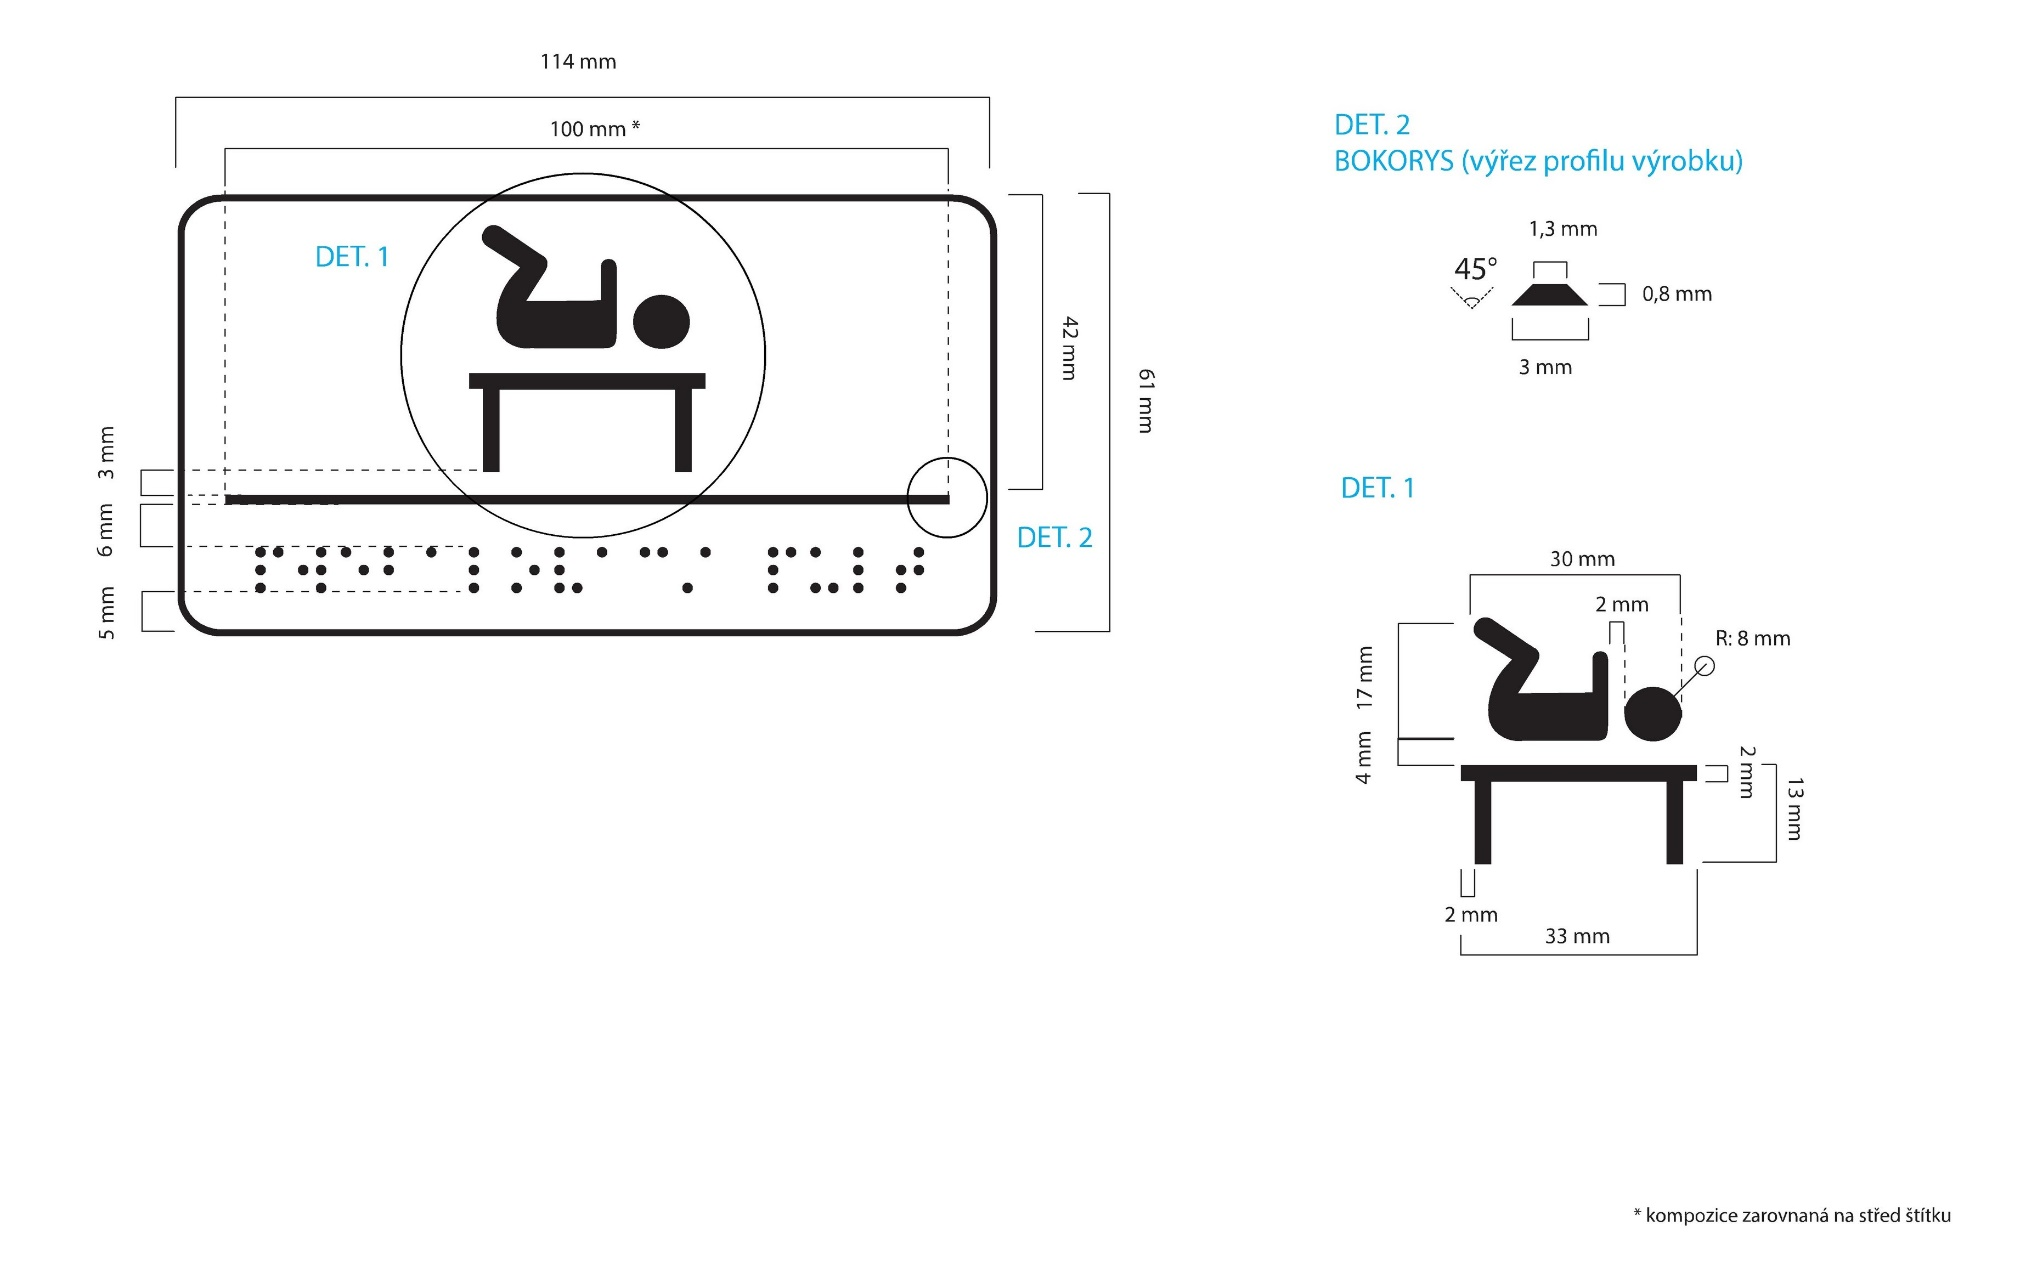 114 mm
100 mm *
DET. 1
42 mm
61 mm
3 mm
6 mm
5 mm
DET. 2
⠏⠺⠑⠃⠁⠇⠕⠧⠁⠉⠌ ⠏⠥⠇⠞
DET. 2
BOKORYS (výřez profilu výrobku)
1,3 mm
45°
0,8 mm
3 mm
DET. 1
30 mm
2 mm
R: 8 mm
17 mm
4 mm
2 mm
13 mm
2 mm
33 mm
* kompozice zarovnaná na střed štítku